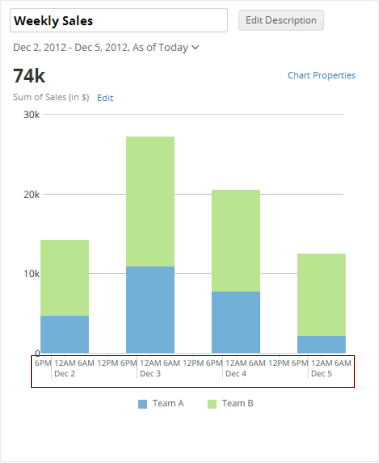 Weekly Sales Edit Description
Dec 2, 2012 - Dec 5, 2012, As of Today
74k Chart Properties
Sum of Sales (in $) Edit
30k
20k
10k
0
6PM 12AM 6AM 12PM 6PM 12AM 6AM 12PM 6PM 12AM 6AM 12PM 6PM 12AM 6AM
Dec 2 Dec 3 Dec 4 Dec 5
Team A Team B